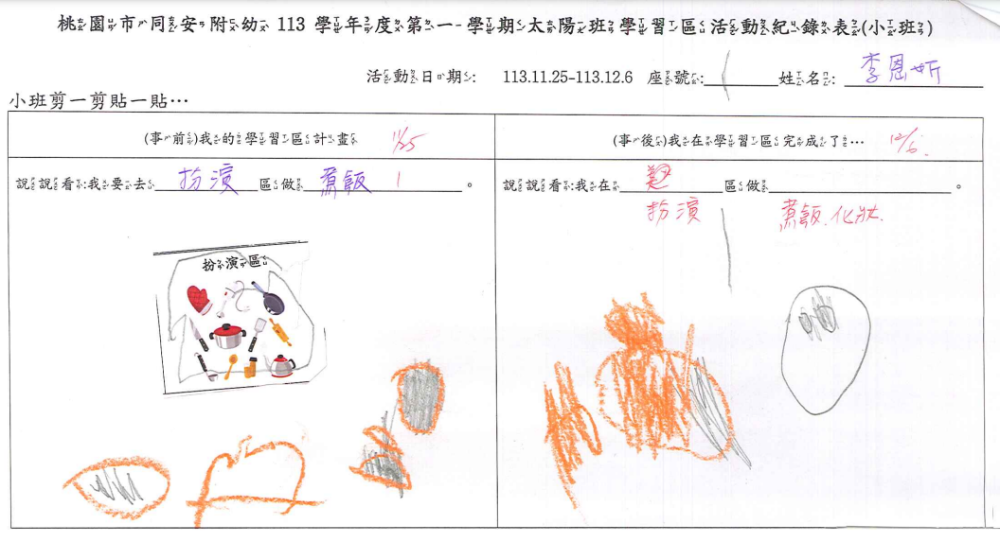 桃園市同安附幼 113 學年度第一學期太陽班學習區活動紀錄表(小班)
活動日期: 113.11.25-113.12.6 座號: 姓名: 李恩妡
小班剪一剪貼一貼…
(事前)我的學習區計畫 11/25
(事後)我在學習區完成了… 12/6.
說說看:我要去 扮演 區做 煮飯 。
說說看:我在 區做 。
扮演 煮飯、化妝.
扮演區